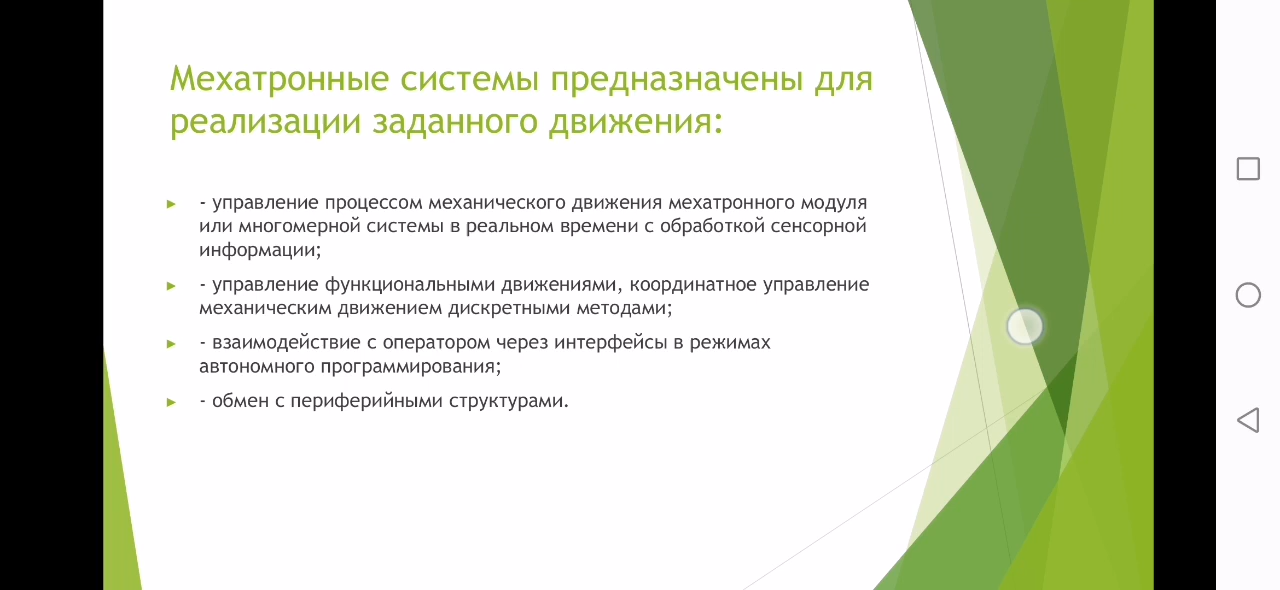 Мехатронные системы предназначены для
реализации заданного движения:
- управление процессом механического движения мехатронного модуля
или многомерной системы в реальном времени с обработкой сенсорной
информации;
- управление функциональными движениями, координатное управление
механическим движением дискретными методами;
- взаимодействие с оператором через интерфейсы в режимах
автономного программирования;
- обмен с периферийными структурами.